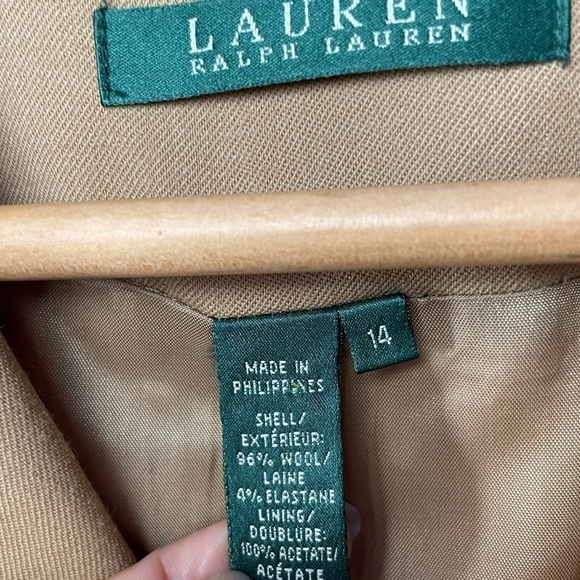 LAUREN
RALPH LAUREN
14
MADE IN
PHILIPPINES
SHELL/
EXTÉRIEUR:
96% WOOL/
LAINE
4% ELASTANE
LINING/
DOUBLURE:
100% ACETATE/
ACÉTATE